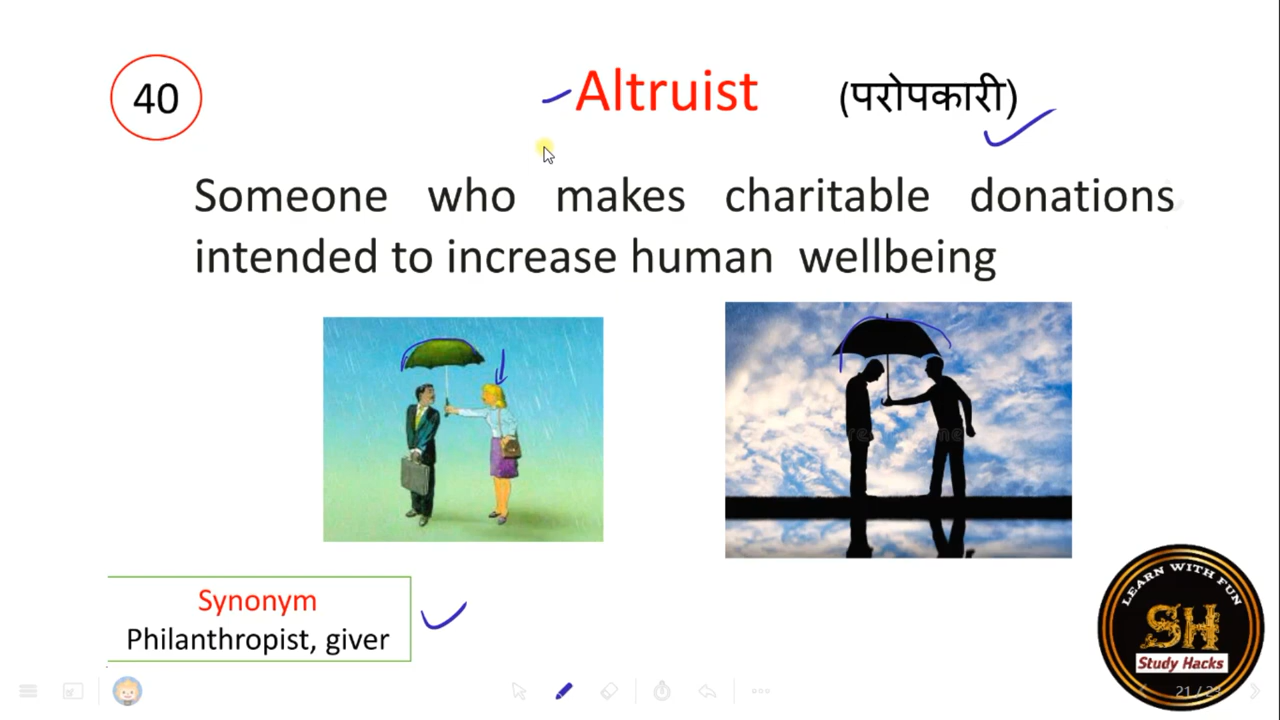 40
Altruist (परोपकारी)
Someone who makes charitable donations
intended to increase human wellbeing
Synonym
Philanthropist, giver
LEARN WITH FUN
SH
Study Hacks